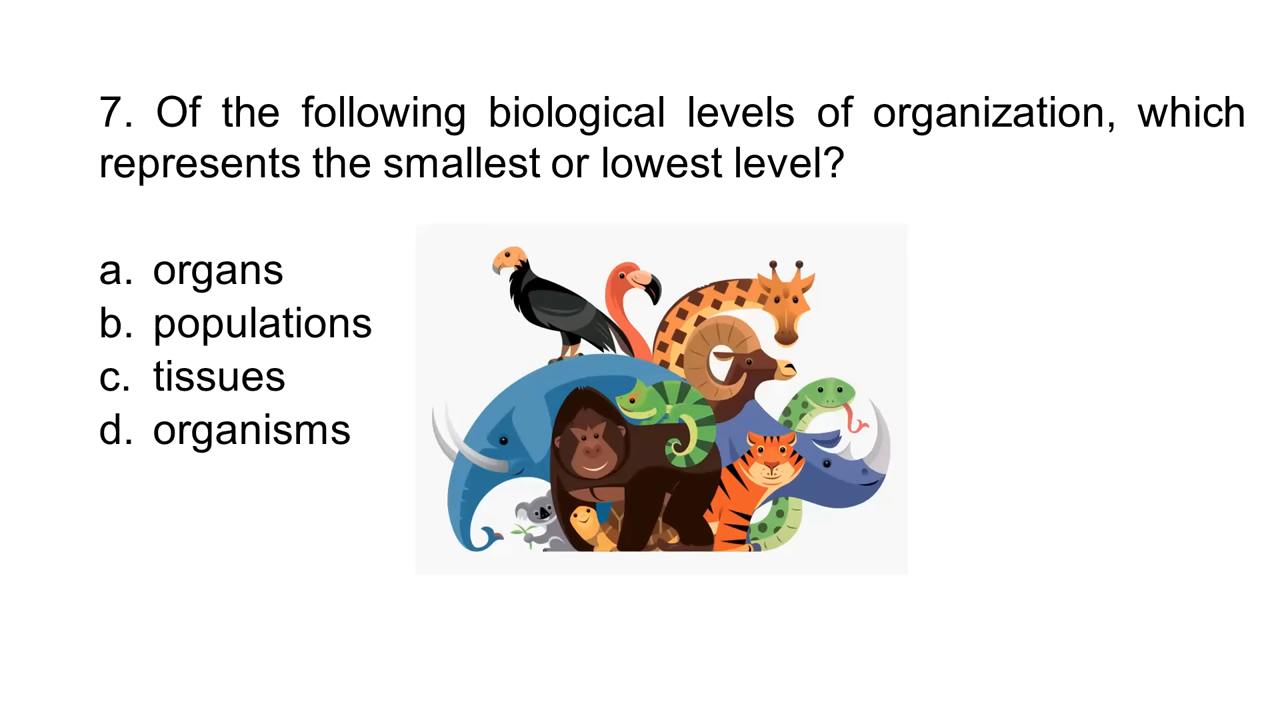 7. Of the following biological levels of organization, which
represents the smallest or lowest level?
a. organs
b. populations
c. tissues
d. organisms